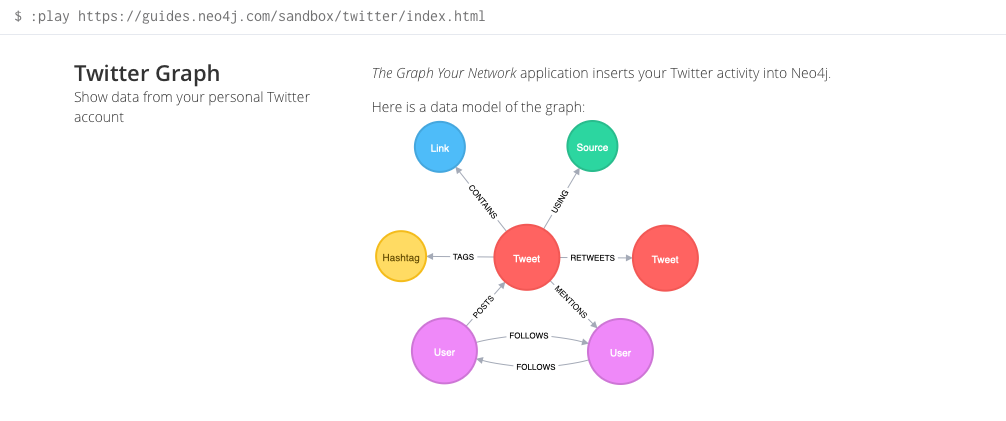 $ :play https://guides.neo4j.com/sandbox/twitter/index.html
Twitter Graph
Show data from your personal Twitter
account
The Graph Your Network application inserts your Twitter activity into Neo4j.
Here is a data model of the graph:
Link
Source
CONTAINS
USING
Hashtag
TAGS
Tweet
RETWEETS
Tweet
POSTS
MENTIONS
User
FOLLOWS
FOLLOWS
User